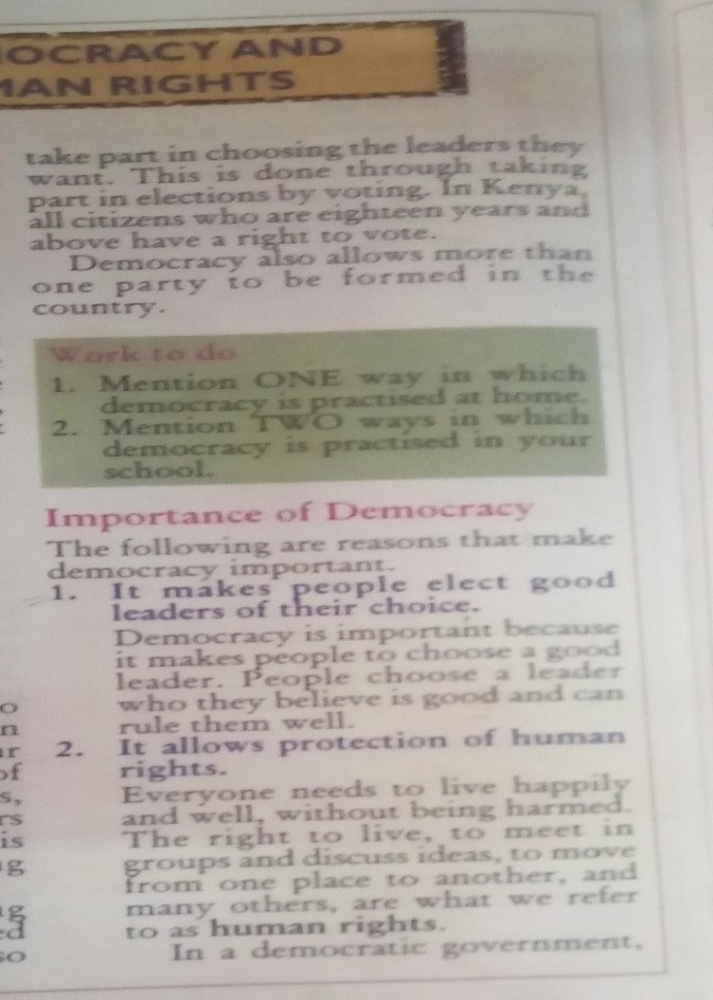 OCRACY AND
MAN RIGHTS
take part in choosing the leaders they
want. This is done through taking
part in elections by voting. In Kenya,
all citizens who are eighteen years and
above have a right to vote.
Democracy also allows more than
one party to be formed in the
country.
Work to do
1. Mention ONE way in which
democracy is practised at home.
2. Mention TWO ways in which
democracy is practised in your
school.
Importance of Democracy
The following are reasons that make
democracy important.
1. It makes people elect good
leaders of their choice.
Democracy is important because
it makes people to choose a good
leader. People choose a leader
who they believe is good and can
rule them well.
2. It allows protection of human
rights.
Everyone needs to live happily
and well, without being harmed.
The right to live, to meet in
groups and discuss ideas, to move
from one place to another, and
many others, are what we refer
to as human rights.
In a democratic government,